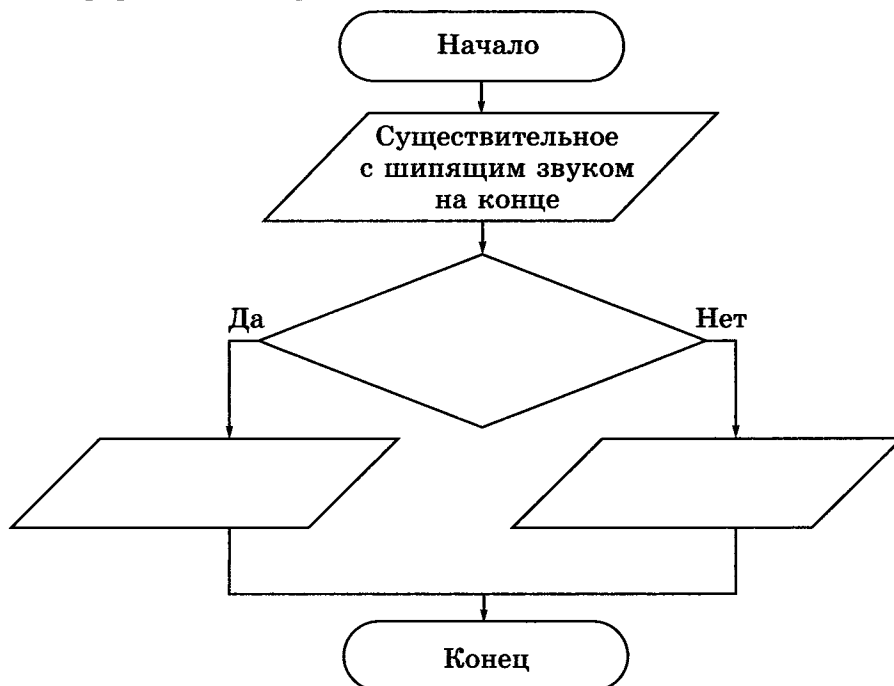 Начало
Существительное
с шипящим звуком
на конце
Да
Нет
Конец